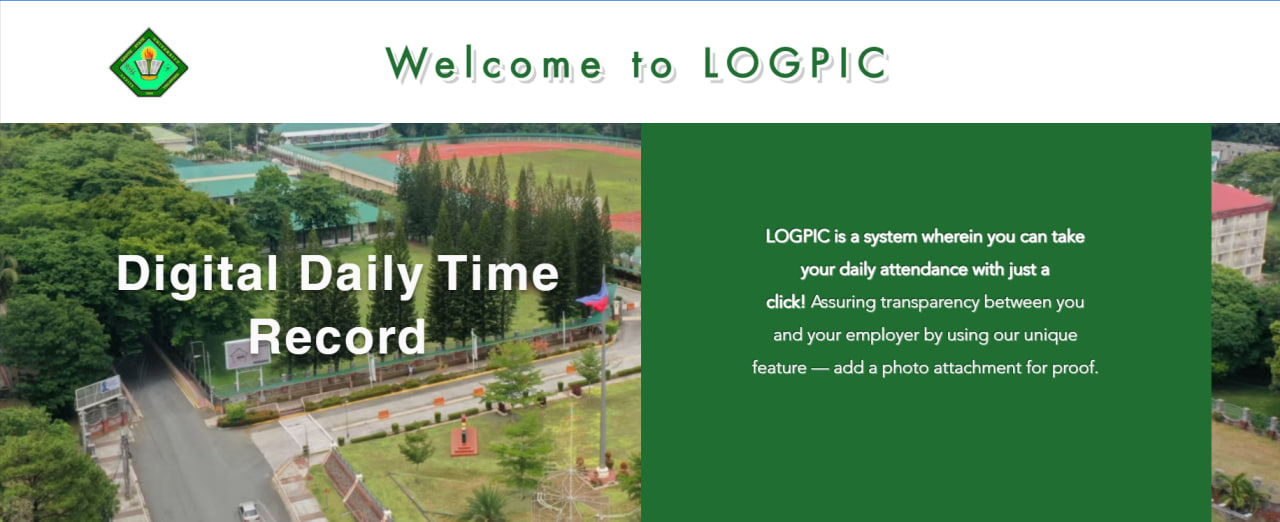 Welcome to LOGPIC
Digital Daily Time
Record
LOGPIC is a system wherein you can take
your daily attendance with just a
click! Assuring transparency between you
and your employer by using our unique
feature — add a photo attachment for proof.